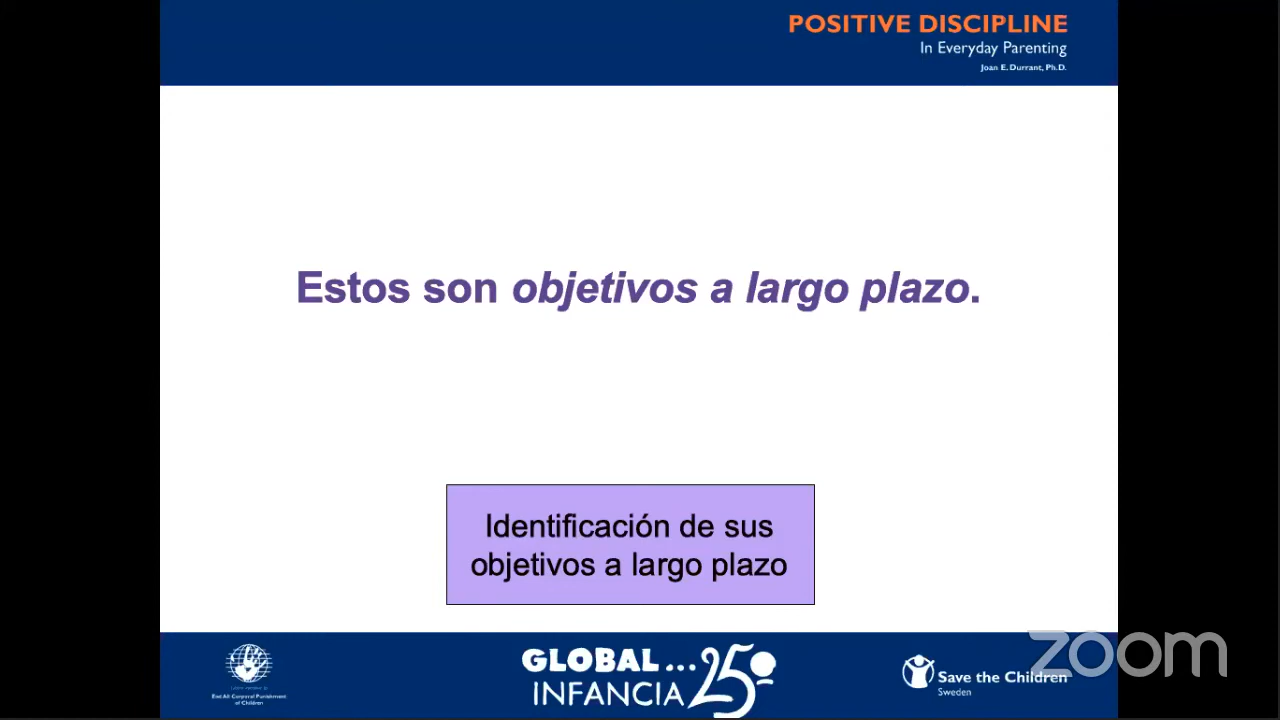 POSITIVE DISCIPLINE
In Everyday Parenting
Joan E. Durrant, Ph.D.
Estos son objetivos a largo plazo.
Identificación de sus
objetivos a largo plazo
End All Corporal Punishment
of Children
GLOBAL... 25º
INFANCIA
Save the Children
Sweden
zoom